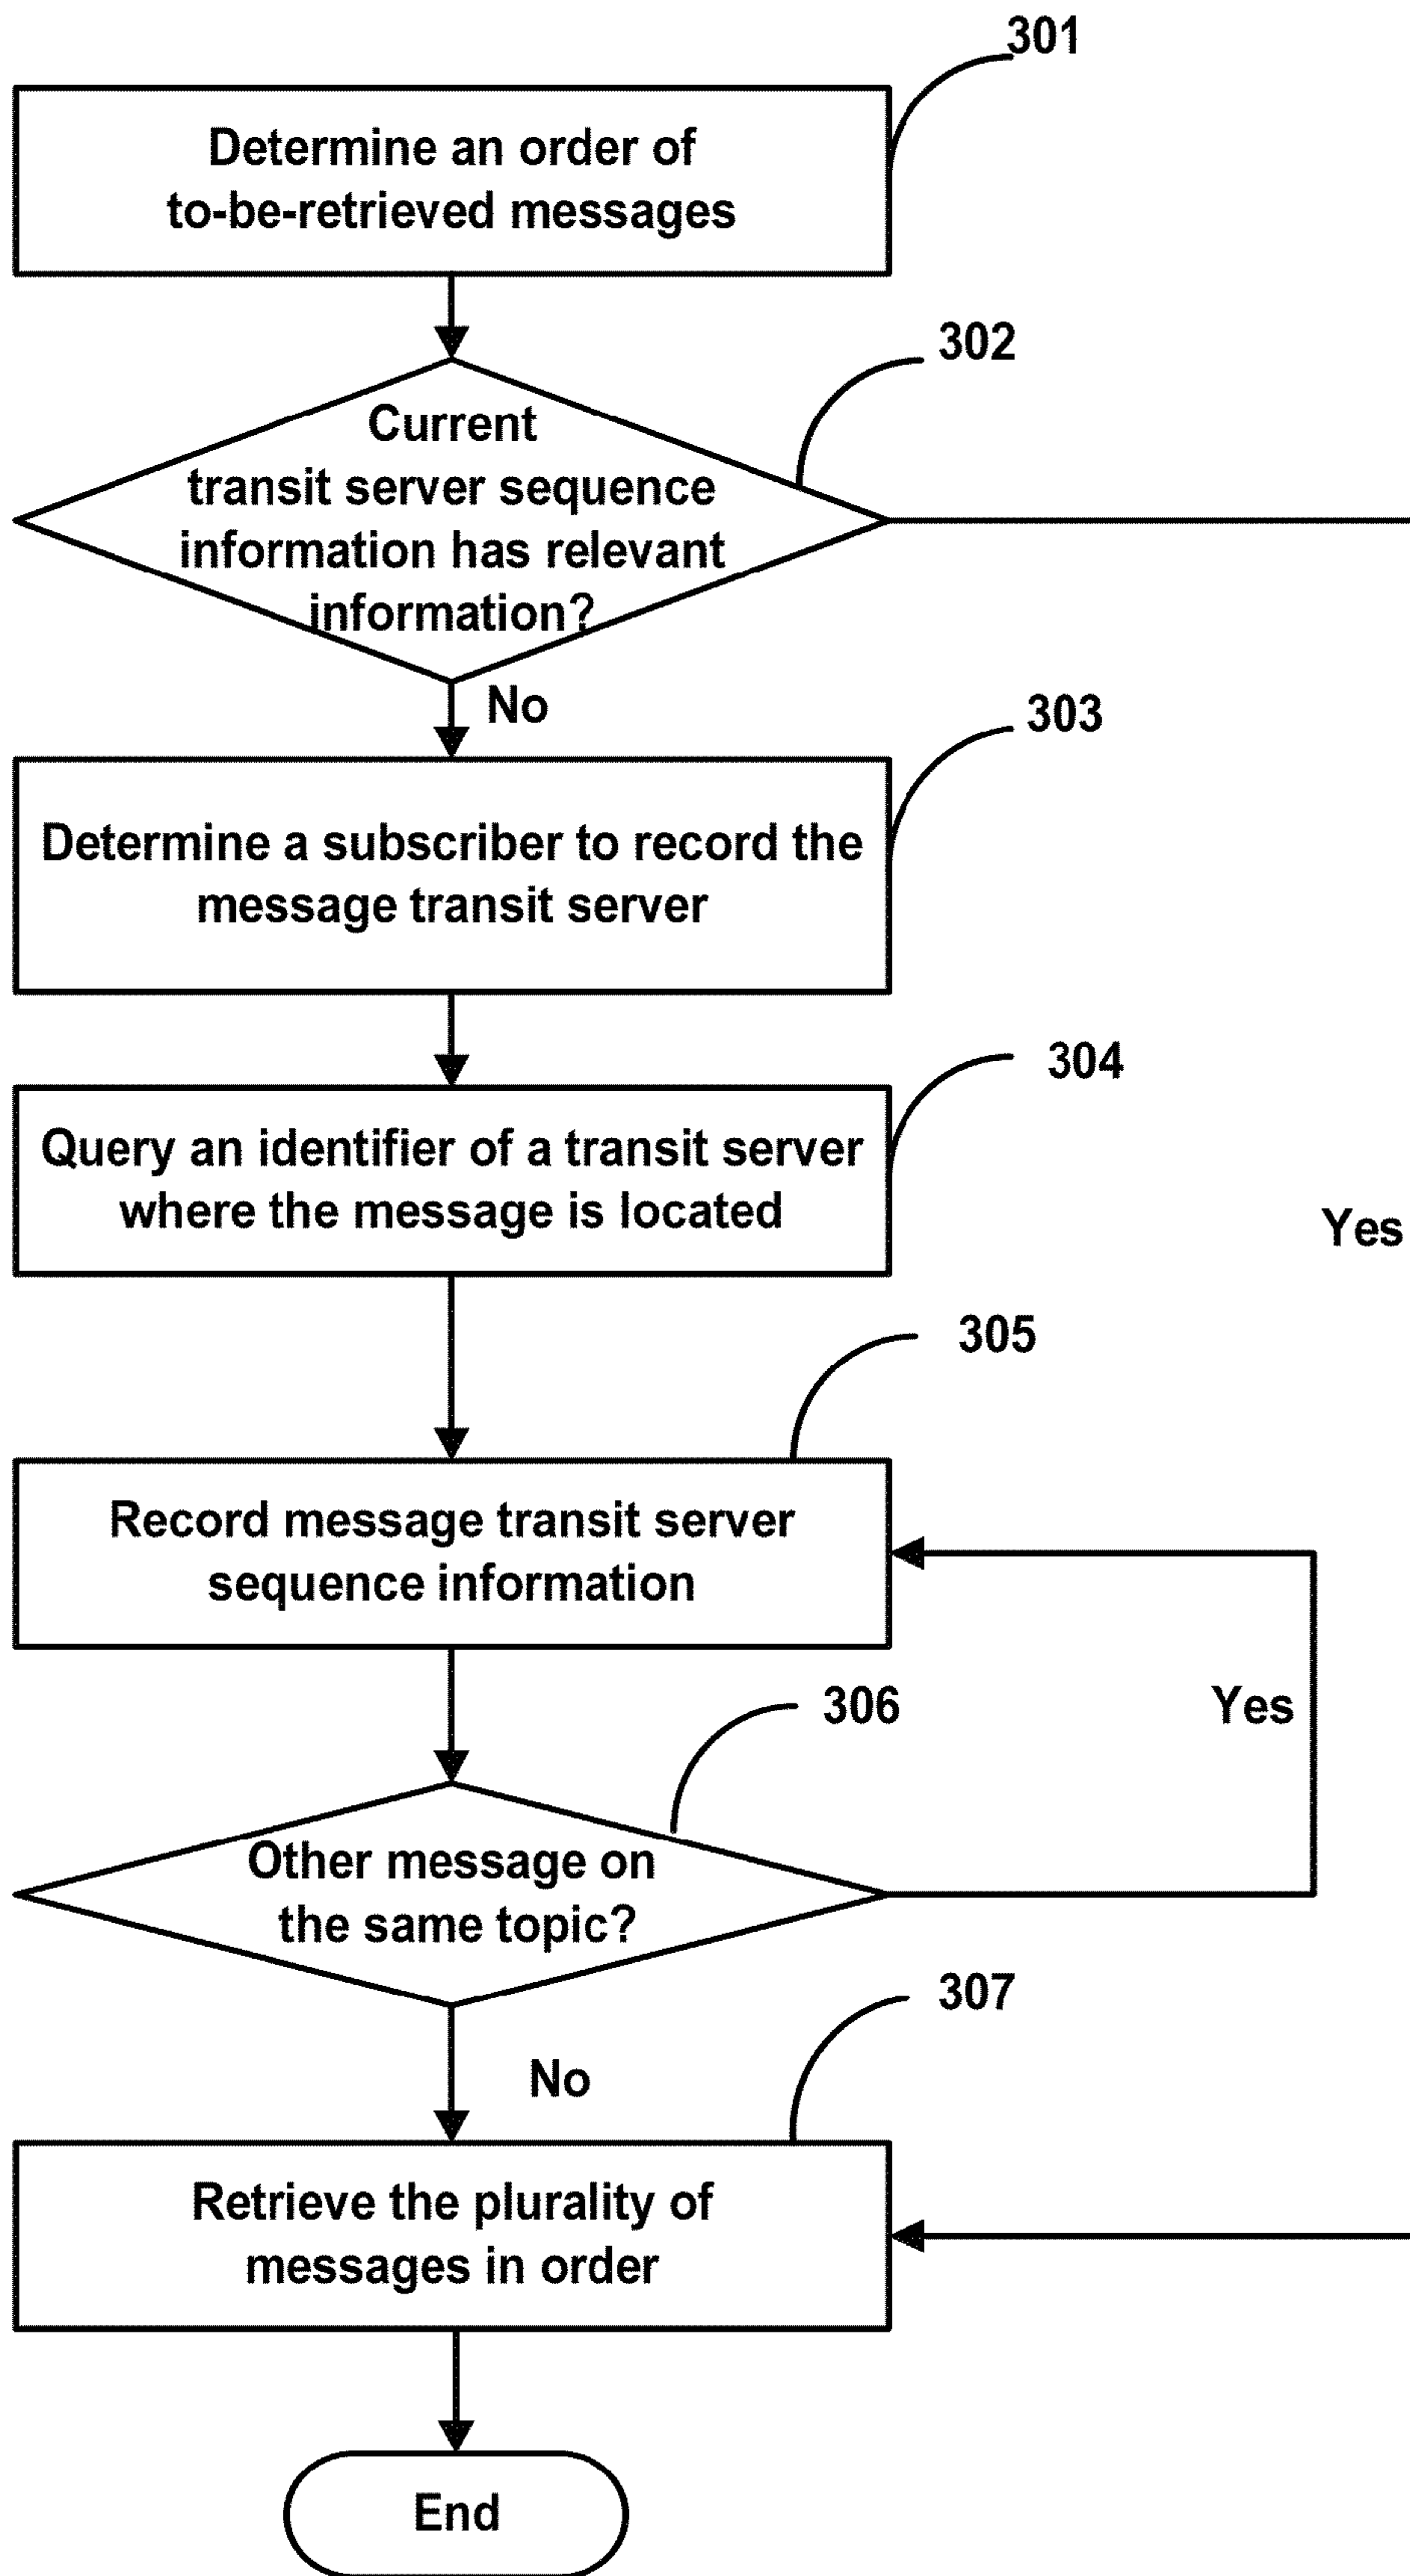 301
Determine an order of
to-be-retrieved messages
302
Current
transit server sequence
information has relevant
information?
No
303
Determine a subscriber to record the
message transit server
304
Query an identifier of a transit server
where the message is located
Yes
305
Record message transit server
sequence information
306
Yes
Other message on
the same topic?
307
No
Retrieve the plurality of
messages in order
End